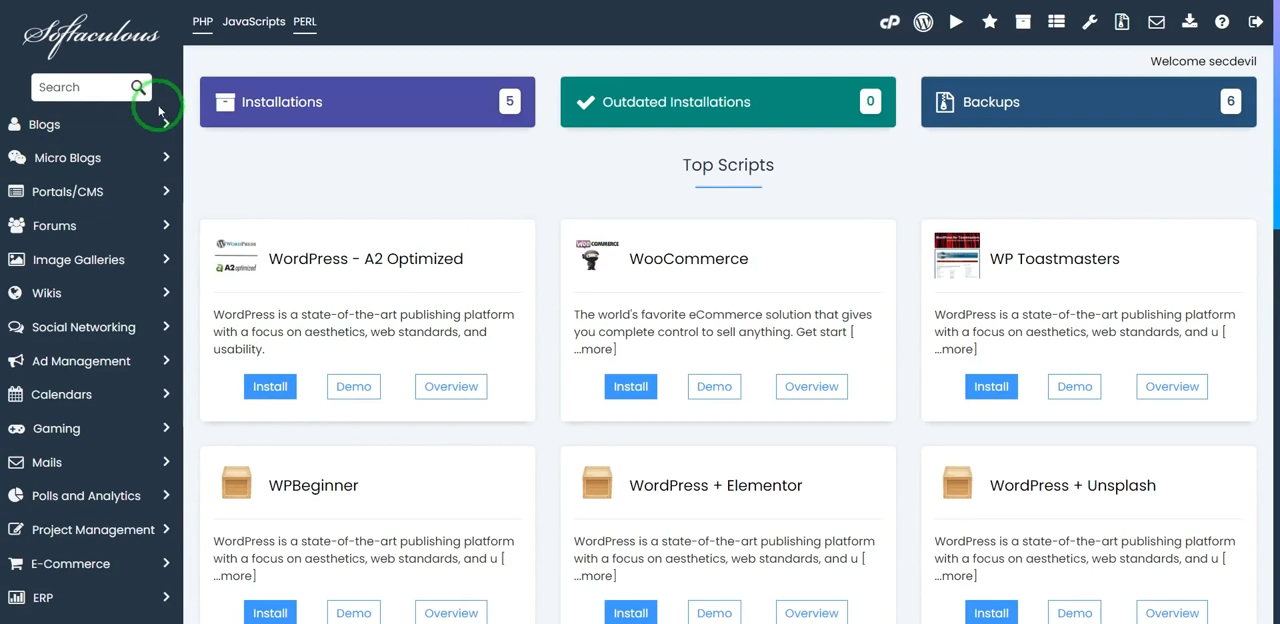 Softaculous
PHP JavaScripts PERL
cP
Welcome secdevil
Search
Blogs
Micro Blogs
Portals/CMS
Forums
Image Galleries
Wikis
Social Networking
Ad Management
Calendars
Gaming
Mails
Polls and Analytics
Project Management
E-Commerce
ERP
Installations 5
Outdated Installations 0
Backups 6
Top Scripts
WORDPRESS
A2 optimized
WordPress - A2 Optimized
WordPress is a state-of-the-art publishing platform
with a focus on aesthetics, web standards, and
usability.
Install Demo Overview
WOOCOMMERCE
WooCommerce
The world's favorite eCommerce solution that gives
you complete control to sell anything. Get start [
...more]
Install Demo Overview
WP Toastmasters
WordPress is a state-of-the-art publishing platform
with a focus on aesthetics, web standards, and u [
...more]
Install Demo Overview
WPBeginner
WordPress is a state-of-the-art publishing platform
with a focus on aesthetics, web standards, and u [
...more]
Install Demo Overview
WordPress + Elementor
WordPress is a state-of-the-art publishing platform
with a focus on aesthetics, web standards, and u [
...more]
Install Demo Overview
WordPress + Unsplash
WordPress is a state-of-the-art publishing platform
with a focus on aesthetics, web standards, and u [
...more]
Install Demo Overview